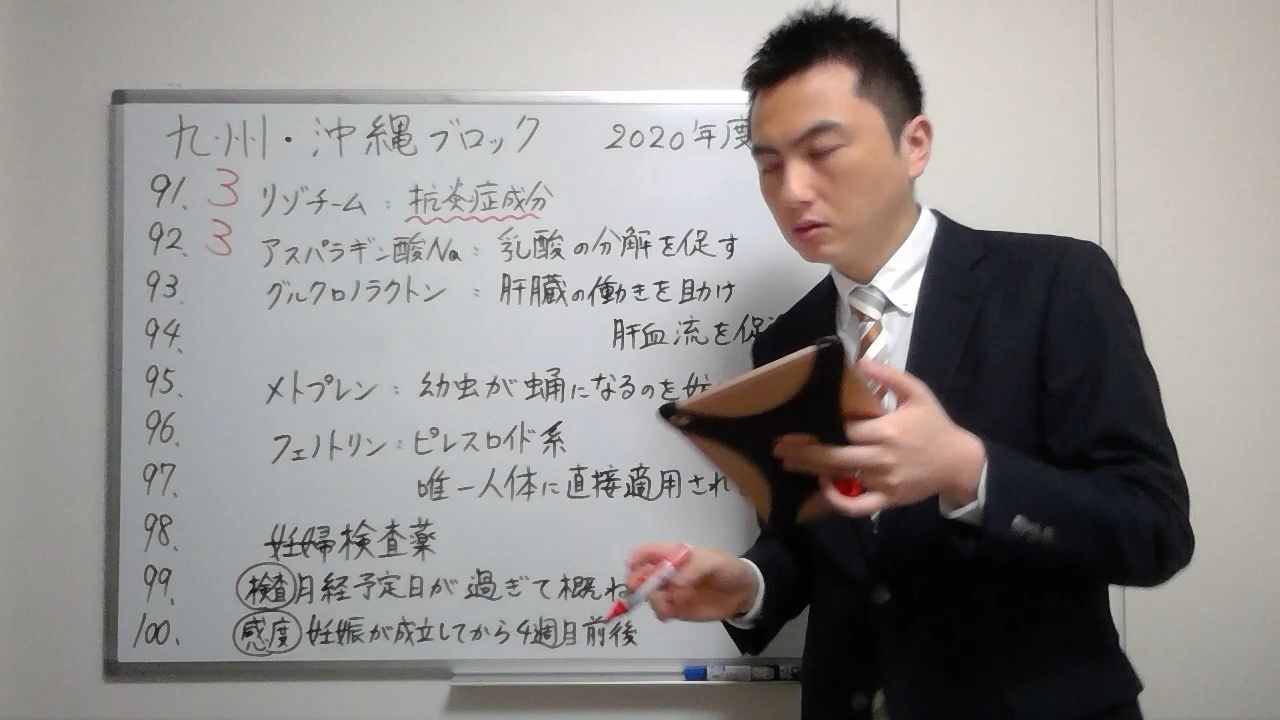 九州・沖縄ブロック 2020年度
91. 3 リゾチーム : 抗炎症成分
92. 3 アスパラギン酸Na : 乳酸の分解を促す
93. グルクロノラクトン : 肝臓の働きを助け
94. 肝血流を促
95. メトプレン : 幼虫が蛹になるのを妨
96. フェノトリン : ピレスロイド系
97. 唯一人体に直接適用され
98. 妊婦検査薬
99. 検査 月経予定日が過ぎて概ね
100. 感度 妊娠が成立してから4週目前後